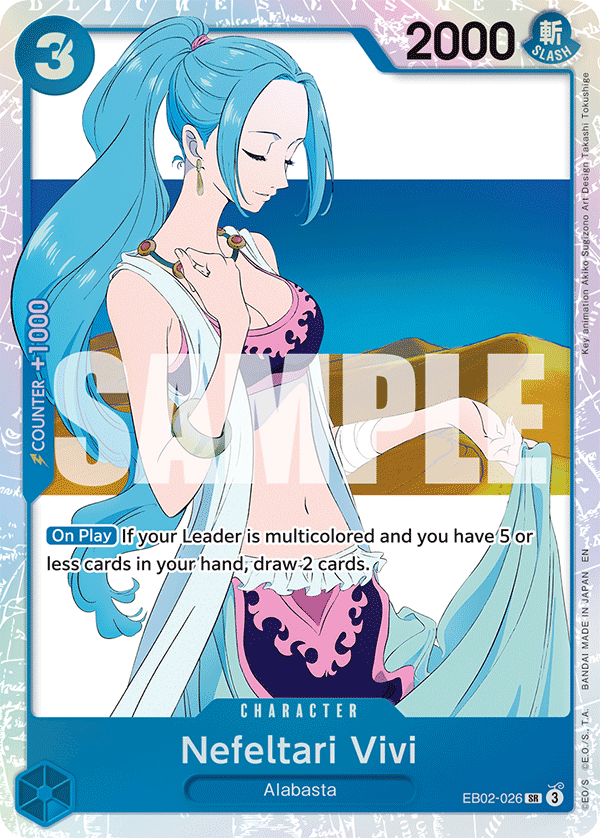 3
2000
斬
SLASH
Key animation Akiko Sugizono Art Design Takashi Tokushige
COUNTER +1000
SAMPLE
On Play If your Leader is multicolored and you have 5 or
less cards in your hand, draw 2 cards.
CHARACTER
Nefeltari Vivi
Alabasta
EB02-026 SR 3
©EO/S ©E.O./S., T.A. BANDAI MADE IN JAPAN EN